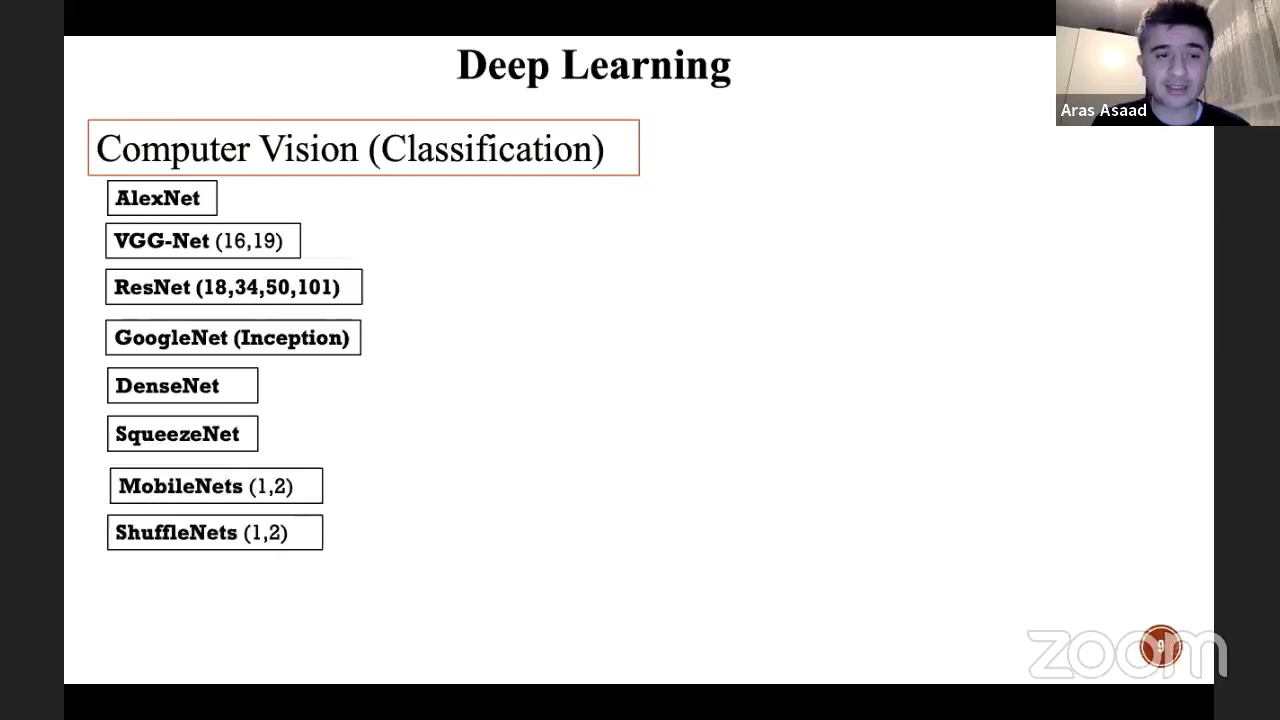 Deep Learning
Aras Asaad
Computer Vision (Classification)
AlexNet
VGG-Net (16,19)
ResNet (18,34,50,101)
GoogleNet (Inception)
DenseNet
SqueezeNet
MobileNets (1,2)
ShuffleNets (1,2)
zoom
9